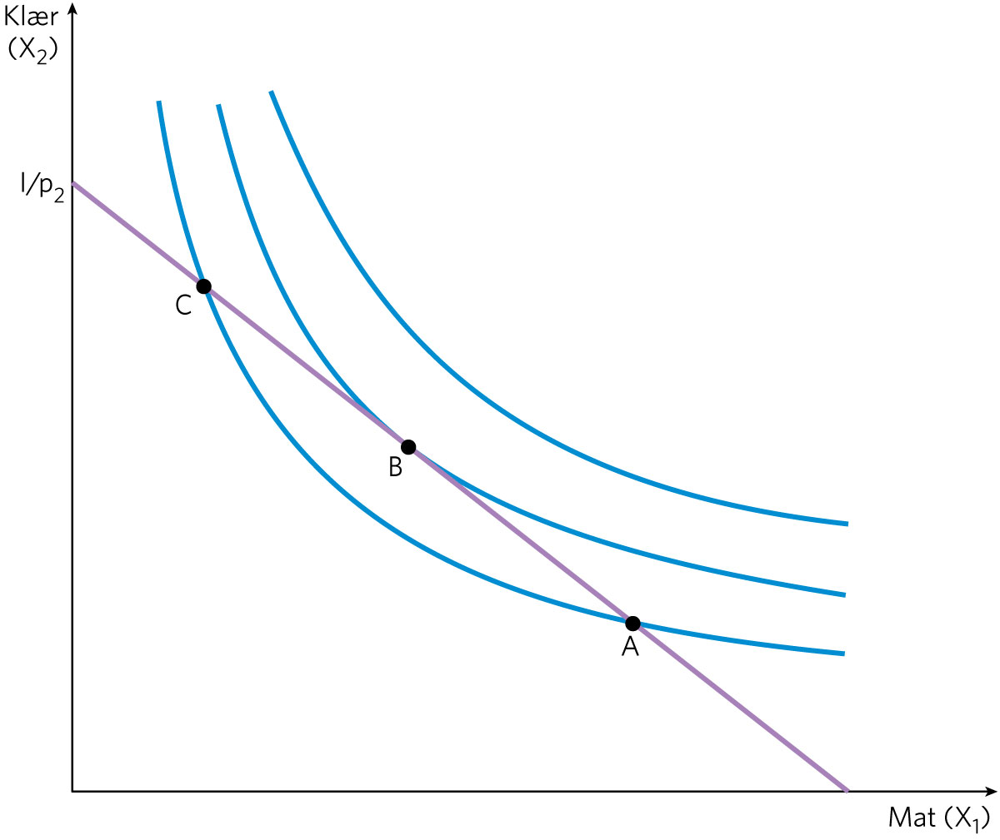 Klær
(X₂)
I/p₂
C
B
A
Mat (X₁)